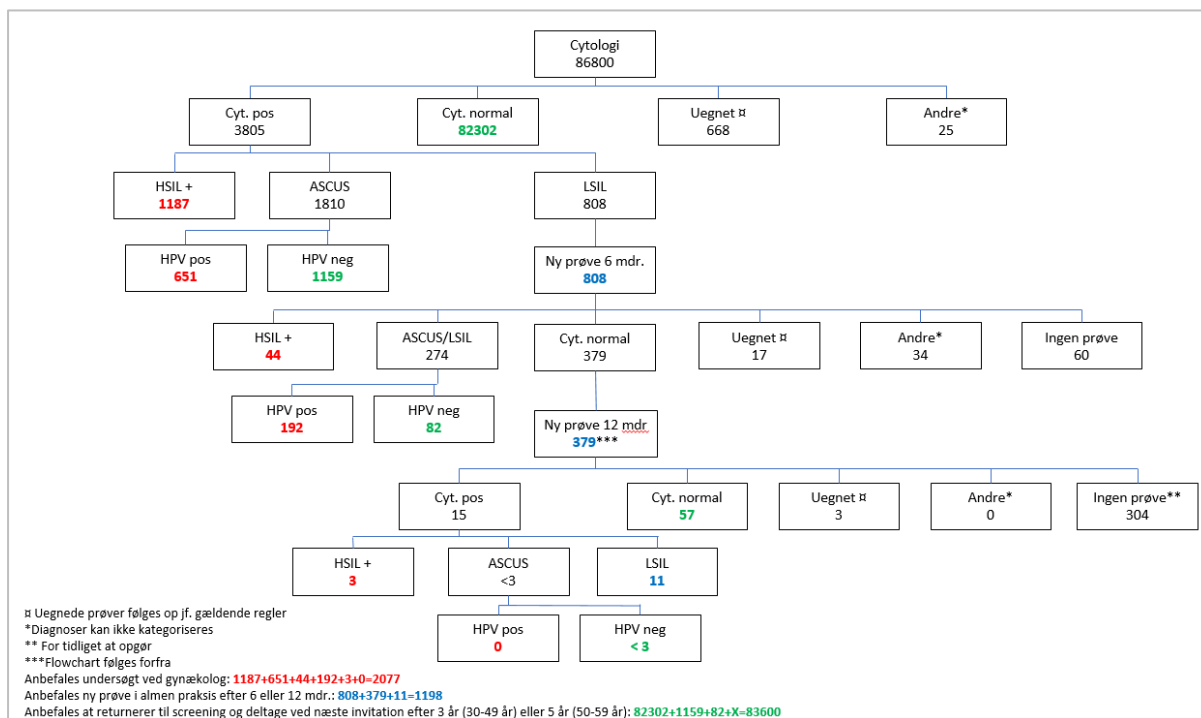 Cytologi
86800
Cyt. pos
3805
Cyt. normal
82302
Uegnet ¤
668
Andre*
25
HSIL +
1187
ASCUS
1810
LSIL
808
HPV pos
651
HPV neg
1159
Ny prøve 6 mdr.
808
HSIL +
44
ASCUS/LSIL
274
Cyt. normal
379
Uegnet ¤
17
Andre*
34
Ingen prøve
60
HPV pos
192
HPV neg
82
Ny prøve 12 mdr
379***
Cyt. pos
15
Cyt. normal
57
Uegnet ¤
3
Andre*
0
Ingen prøve**
304
HSIL +
3
ASCUS
<3
LSIL
11
HPV pos
0
HPV neg
< 3
¤ Uegnede prøver følges op jf. gældende regler
*Diagnoser kan ikke kategoriseres
** For tidliget at opgør
***Flowchart følges forfra
Anbefales undersøgt ved gynækolog: 1187+651+44+192+3+0=2077
Anbefales ny prøve i almen praksis efter 6 eller 12 mdr.: 808+379+11=1198
Anbefales at returnerer til screening og deltage ved næste invitation efter 3 år (30-49 år) eller 5 år (50-59 år): 82302+1159+82+X=83600